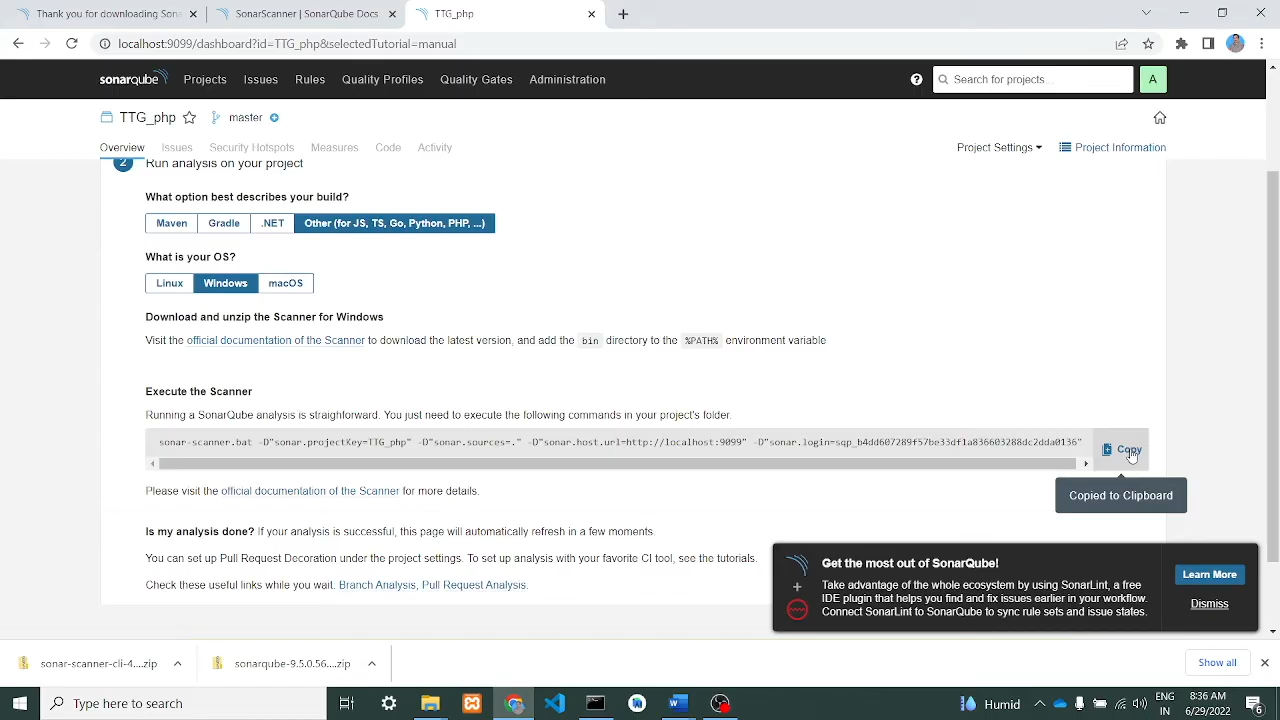 Thank you for downloading Sona
SonarScanner | SonarQube Docs
TTG_php
localhost:9099/dashboard?id=TTG_php&selectedTutorial=manual
sonarqube Projects Issues Rules Quality Profiles Quality Gates Administration
Search for projects...
A
TTG_php master
Overview Issues Security Hotspots Measures Code Activity
Project Settings Project Information
2 Run analysis on your project
What option best describes your build?
Maven Gradle .NET Other (for JS, TS, Go, Python, PHP, ...)
What is your OS?
Linux Windows macOS
Download and unzip the Scanner for Windows
Visit the official documentation of the Scanner to download the latest version, and add the bin directory to the %PATH% environment variable
Execute the Scanner
Running a SonarQube analysis is straighforward. You just need to execute the following commands in your project's folder.
sonar-scanner.bat -D"sonar.projectKey=TTG_php" -D"sonar.sources=." -D"sonar.host.url=http://localhost:9099" -D"sonar.login=sqp_b4dd607289f57be33df1a836603288dc2dda0136"
Copy
Copied to Clipboard
Please visit the official documentation of the Scanner for more details.
Is my analysis done? If your analysis is successful, this page will automatically refresh in a few moments.
You can set up Pull Request Decoration under the project settings. To set up analysis with your favorite CI tool, see the tutorials.
Check these useful links while you wait: Branch Analysis, Pull Request Analysis.
Get the most out of SonarQube!
Take advantage of the whole ecosystem by using SonarLint, a free
IDE plugin that helps you find and fix issues earlier in your workflow.
Connect SonarLint to SonarQube to sync rule sets and issue states.
Learn More
Dismiss
sonar-scanner-cli-4....zip
sonarqube-9.5.0.56....zip
Show all
Type here to search
Humid
ENG
IN
8:36 AM
6/29/2022
6